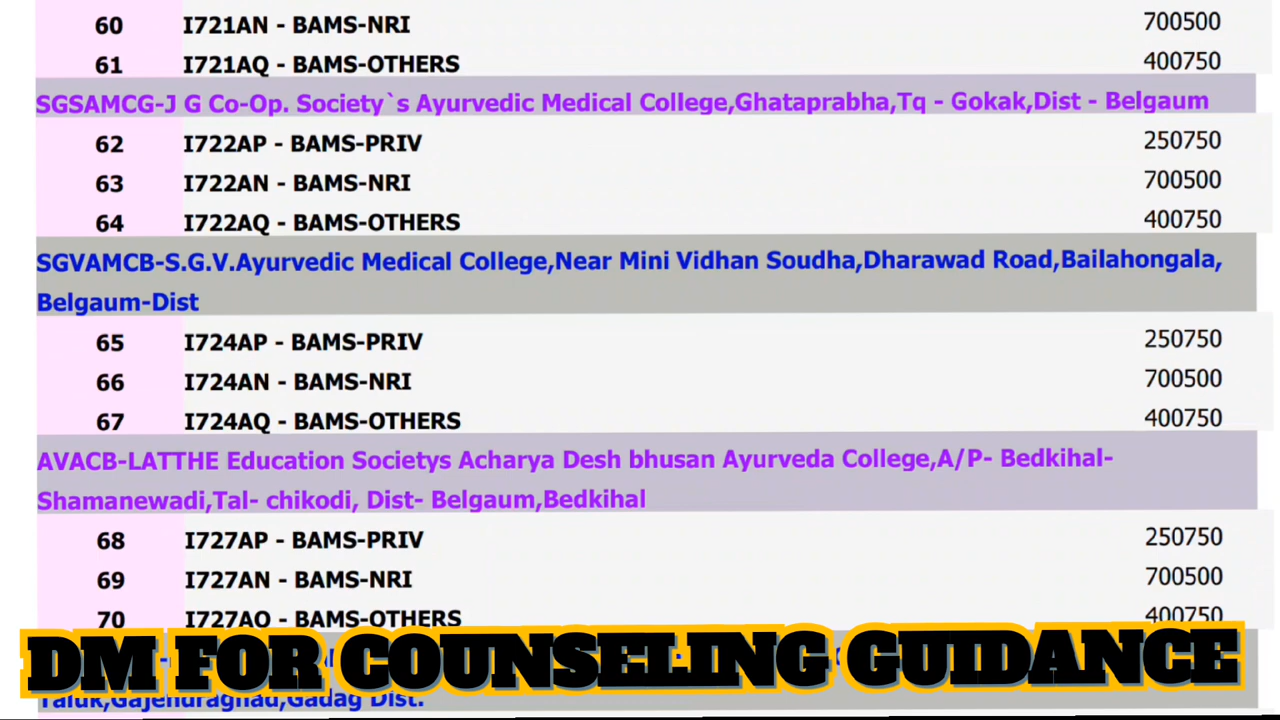 60 I721AN - BAMS-NRI 700500
61 I721AQ - BAMS-OTHERS 400750
SGSAMCG-J G Co-Op. Society`s Ayurvedic Medical College,Ghataprabha,Tq - Gokak,Dist - Belgaum
62 I722AP - BAMS-PRIV 250750
63 I722AN - BAMS-NRI 700500
64 I722AQ - BAMS-OTHERS 400750
SGVAMCB-S.G.V.Ayurvedic Medical College,Near Mini Vidhan Soudha,Dharawad Road,Bailahongala,
Belgaum-Dist
65 I724AP - BAMS-PRIV 250750
66 I724AN - BAMS-NRI 700500
67 I724AQ - BAMS-OTHERS 400750
AVACB-LATTHE Education Societys Acharya Desh bhusan Ayurveda College,A/P- Bedkihal-
Shamanewadi,Tal- chikodi, Dist- Belgaum,Bedkihal
68 I727AP - BAMS-PRIV 250750
69 I727AN - BAMS-NRI 700500
70 I727AQ - BAMS-OTHERS 400750
DM FOR COUNSELING GUIDANCE
Taluk,Gajendraghad,Gadag Dist.